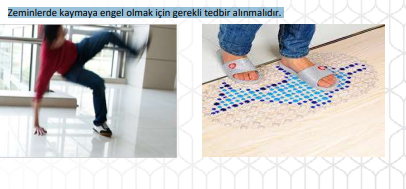 Zeminlerde kaymaya engel olmak için gerekli tedbir alınmalıdır.